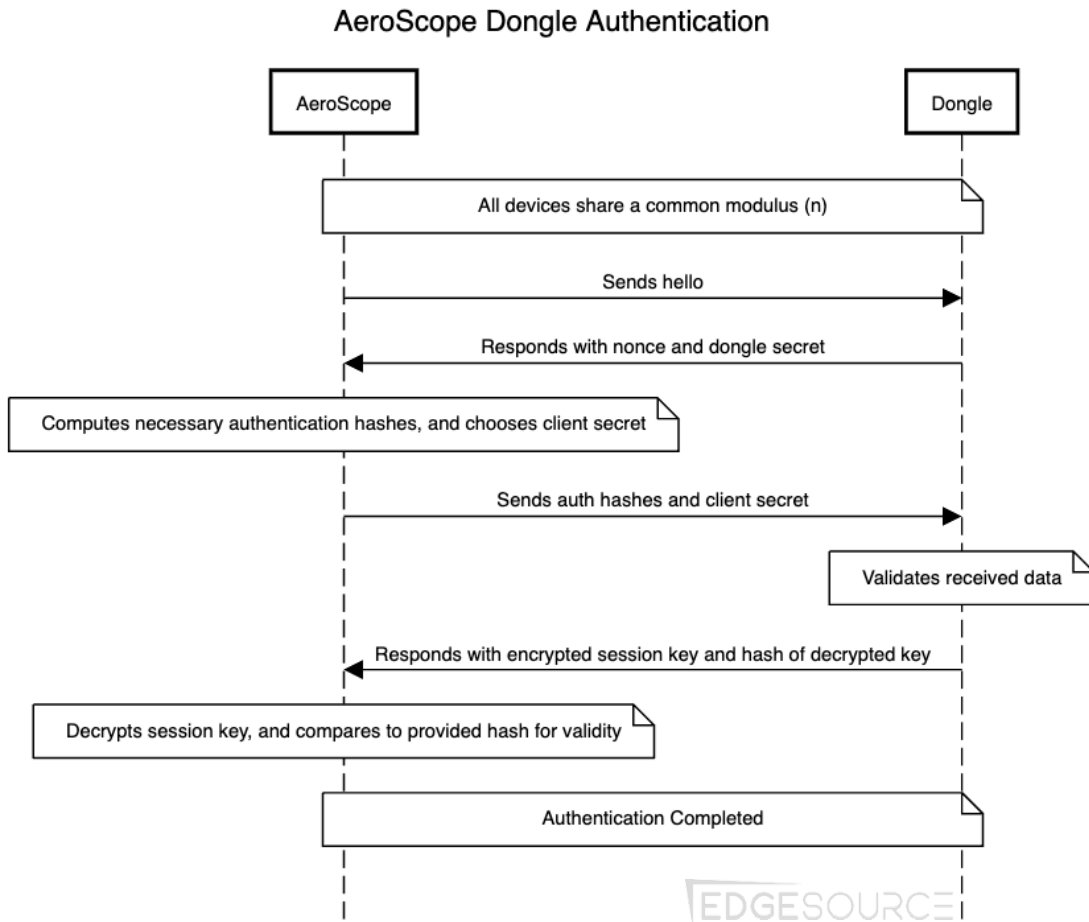 AeroScope Dongle Authentication
AeroScope
Dongle
All devices share a common modulus (n)
Sends hello
Responds with nonce and dongle secret
Computes necessary authentication hashes, and chooses client secret
Sends auth hashes and client secret
Validates received data
Responds with encrypted session key and hash of decrypted key
Decrypts session key, and compares to provided hash for validity
Authentication Completed
EDGESOURCE